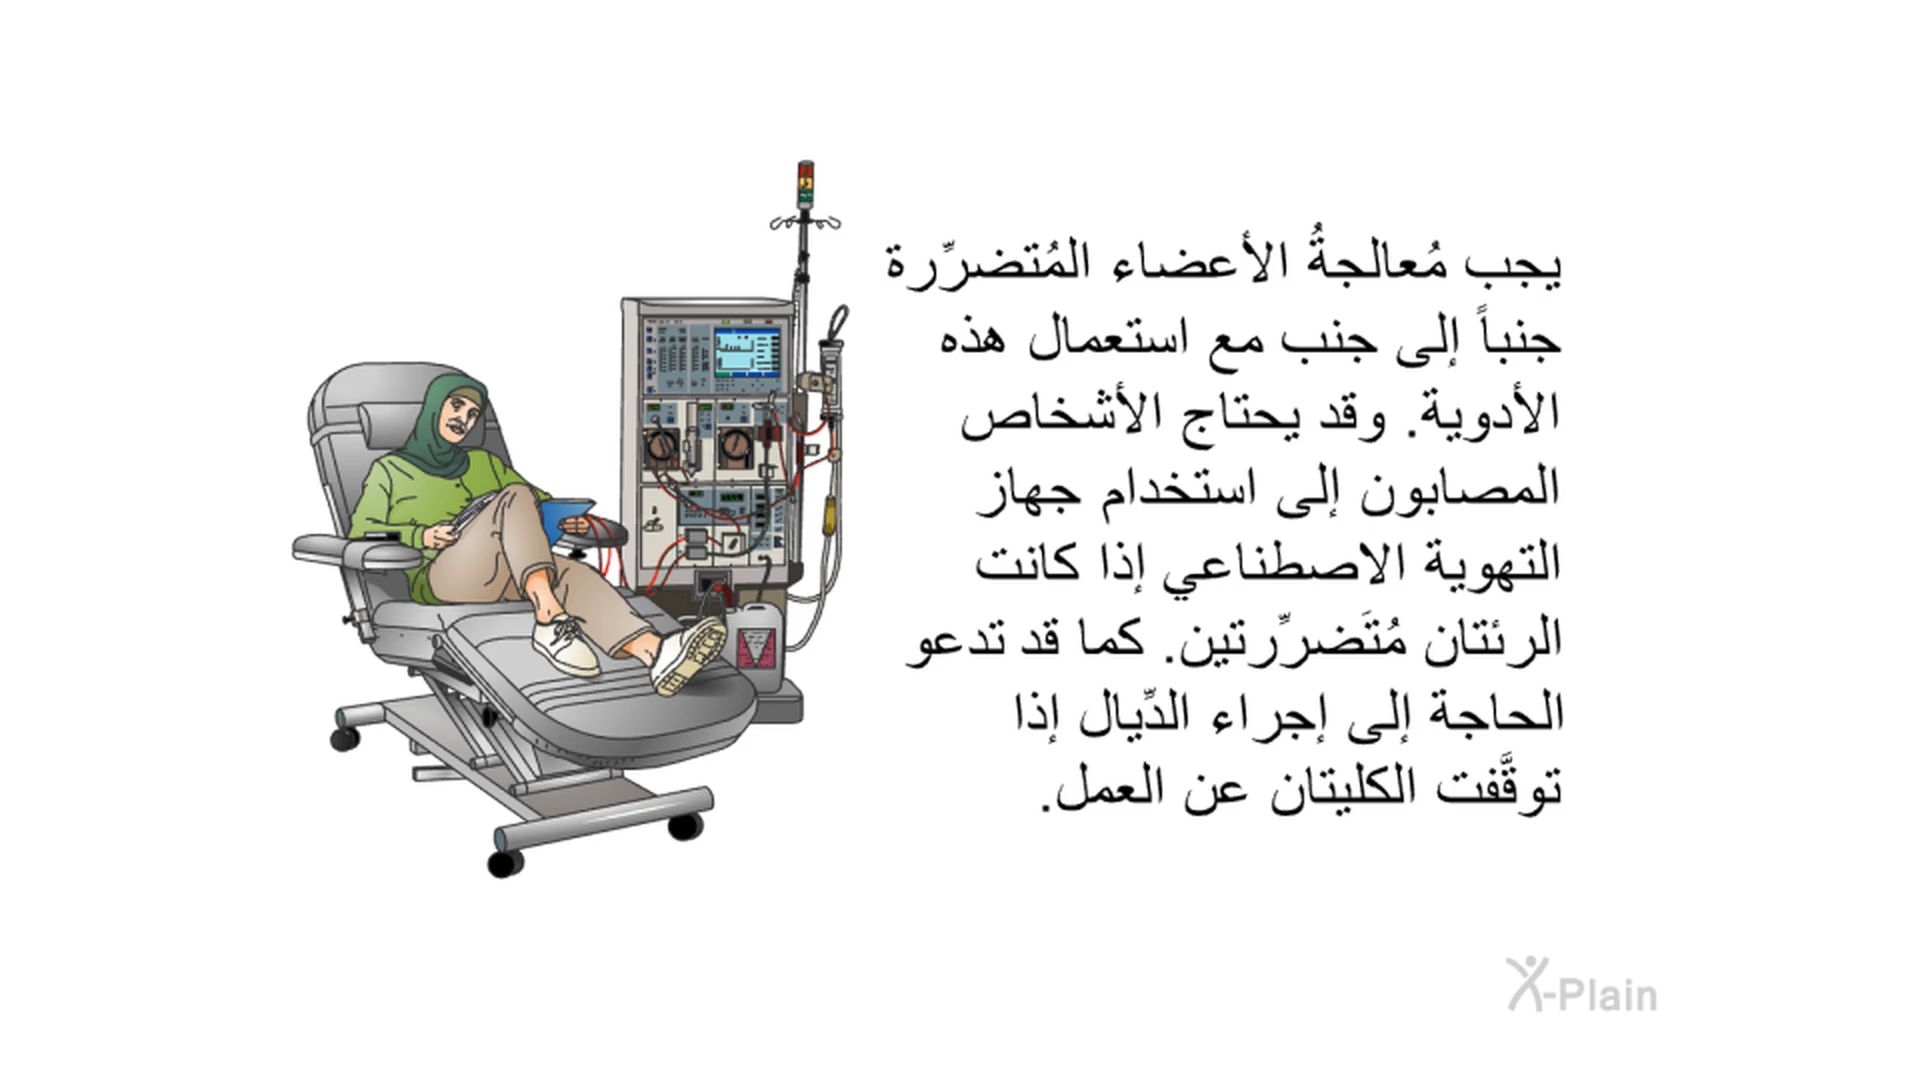 يجب مُعالجةُ الأعضاء المُتضرِّرة
جنباً إلى جنب مع استعمال هذه
الأدوية. وقد يحتاج الأشخاص
المصابون إلى استخدام جهاز
التهوية الاصطناعي إذا كانت
الرئتان مُتَضرِّرتين. كما قد تدعو
الحاجة إلى إجراء الدِّيال إذا
توقَّفت الكليتان عن العمل.
X-Plain